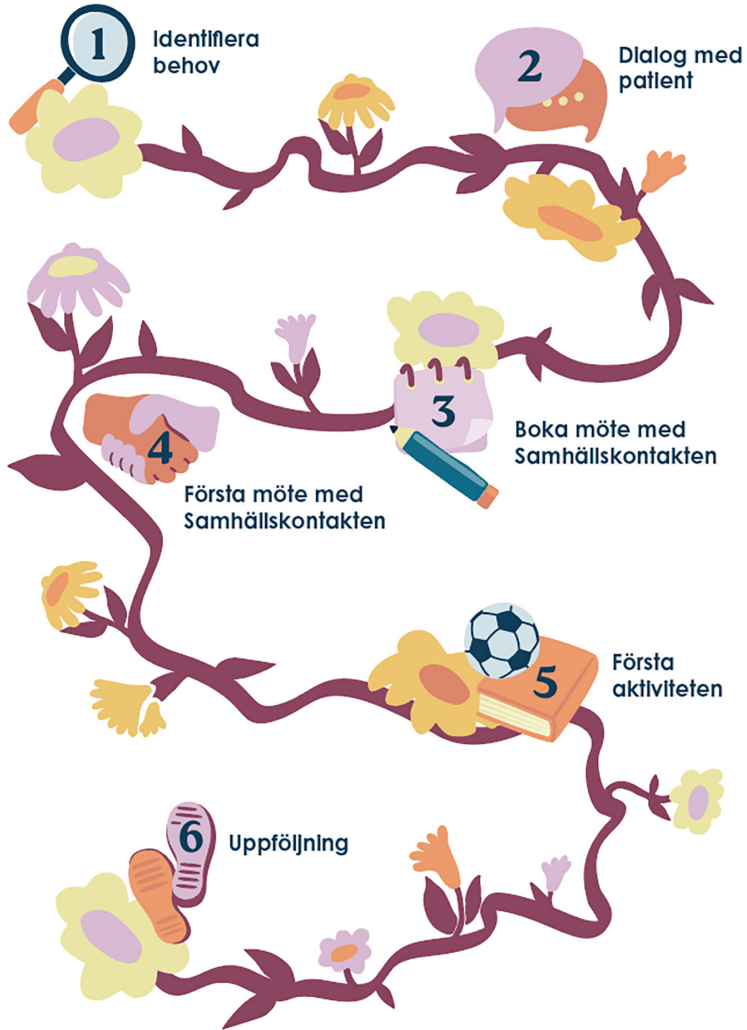 1
Identifiera
behov
2
Dialog med
patient
3
Boka möte med
Samhällskontakten
4
Första möte med
Samhällskontakten
5
Första
aktiviteten
6
Uppföljning